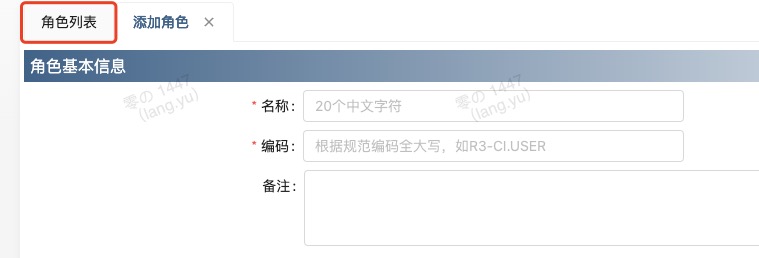 角色列表 添加角色 ×
角色基本信息
零の 1447
(lang.yu)
零の 1447
(lang.yu)
* 名称: 20个中文字符
* 编码: 根据规范编码全大写，如R3-CI.USER
备注: